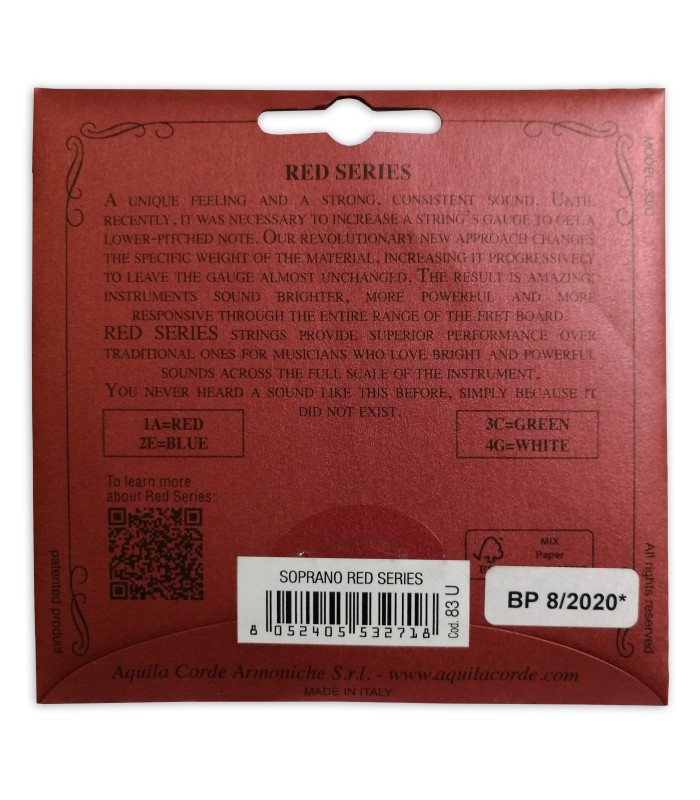 RED SERIES
A UNIQUE FEELING AND A STRONG, CONSISTENT SOUND. UNTIL
RECENTLY, IT WAS NECESSARY TO INCREASE A STRING'S GAUGE TO GET A
LOWER-PITCHED NOTE. OUR REVOLUTIONARY NEW APPROACH CHANGES
THE SPECIFIC WEIGHT OF THE MATERIAL, INCREASING IT PROGRESSIVELY
TO LEAVE THE GAUGE ALMOST UNCHANGED. THE RESULT IS AMAZING:
INSTRUMENTS SOUND BRIGHTER, MORE POWERFUL AND MORE
RESPONSIVE THROUGH THE ENTIRE RANGE OF THE FRET BOARD.
RED SERIES STRINGS PROVIDE SUPERIOR PERFORMANCE OVER
TRADITIONAL ONES FOR MUSICIANS WHO LOVE BRIGHT AND POWERFUL
SOUNDS ACROSS THE FULL SCALE OF THE INSTRUMENT.
YOU NEVER HEARD A SOUND LIKE THIS BEFORE, SIMPLY BECAUSE IT
DID NOT EXIST.
1A=RED
2E=BLUE
3C=GREEN
4G=WHITE
To learn more
about Red Series:
MIX
Paper
SOPRANO RED SERIES
8 052405 532718
Cod. 83 U
BP 8/2020*
patented product
All rights reserved
Aquila Corde Armoniche S.r.l. - www.aquilacorde.com
MADE IN ITALY